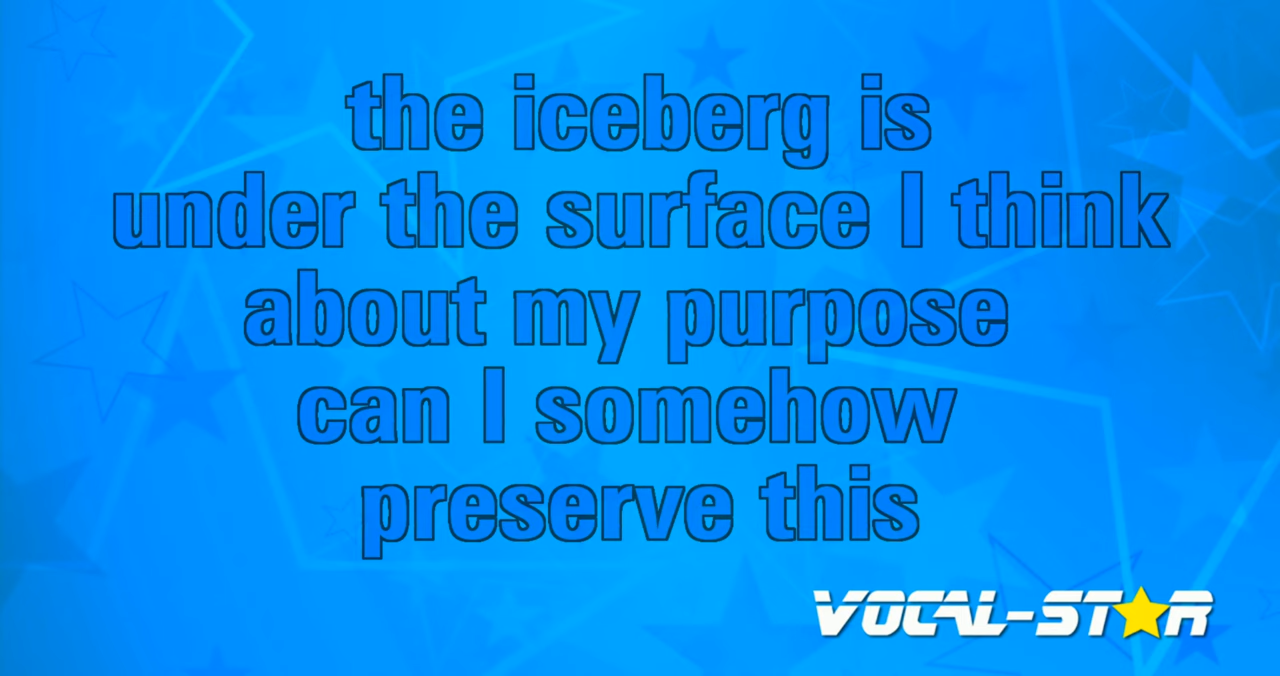 the iceberg is
under the surface I think
about my purpose
can I somehow
preserve this
VOCAL-STAR